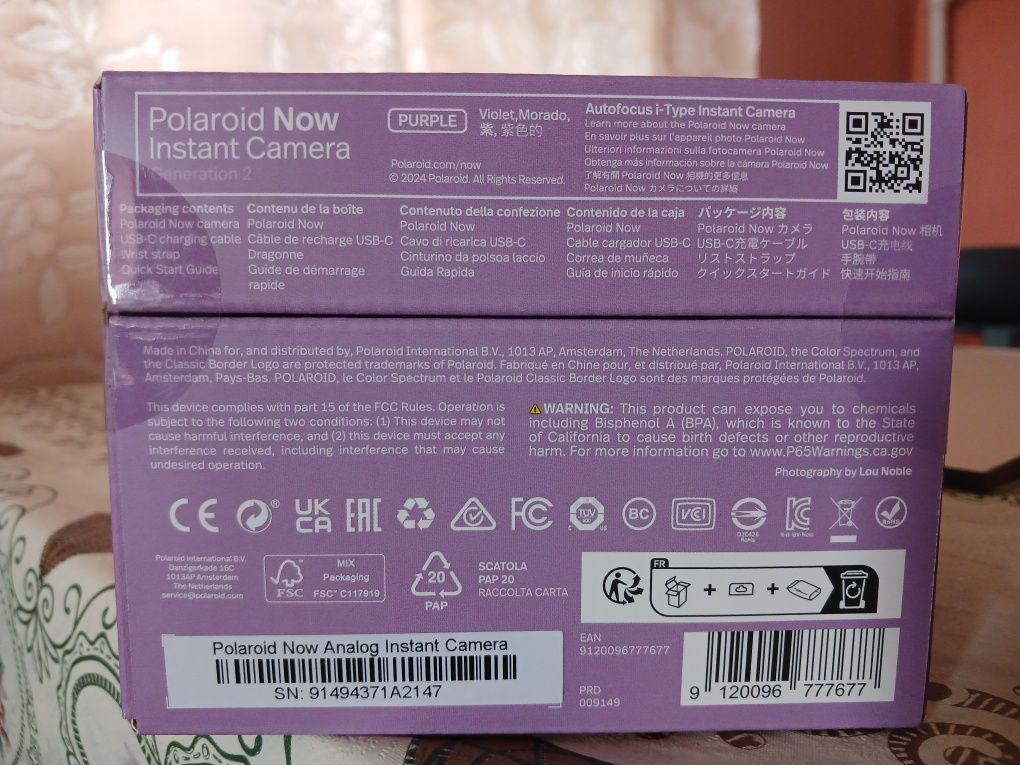 Polaroid Now
Instant Camera
Generation 2
PURPLE
Violet,Morado,
紫, 紫色的
Polaroid.com/now
© 2024 Polaroid. All Rights Reserved.
Autofocus i-Type Instant Camera
Learn more about the Polaroid Now camera
En savoir plus sur l'appareil photo Polaroid Now
Ulteriori informazioni sulla fotocamera Polaroid Now
Obtenga más información sobre la cámara Polaroid Now
了解有關 Polaroid Now 相機的更多信息
Polaroid Now カメラについての詳細
Packaging contents
Polaroid Now camera
USB-C charging cable
Wrist strap
Quick Start Guide
Contenu de la boîte
Polaroid Now
Câble de recharge USB-C
Dragonne
Guide de démarrage
rapide
Contenuto della confezione
Polaroid Now
Cavo di ricarica USB-C
Cinturino da polsoa laccio
Guida Rapida
Contenido de la caja
Polaroid Now
Cable cargador USB-C
Correa de muñeca
Guía de inicio rápido
パッケージ内容
Polaroid Now カメラ
USB-C充電ケーブル
リストストラップ
クイックスタートガイド
包装内容
Polaroid Now 相机
USB-C充电线
手腕带
快速开始指南
Made in China for, and distributed by, Polaroid International B.V., 1013 AP, Amsterdam, The Netherlands. POLAROID, the Color Spectrum, and
the Classic Border Logo are protected trademarks of Polaroid. Fabriqué en Chine pour, et distribué par, Polaroid International B.V., 1013 AP,
Amsterdam, Pays-Bas. POLAROID, le Color Spectrum et le Polaroid Classic Border Logo sont des marques protégées de Polaroid.
This device complies with part 15 of the FCC Rules. Operation is
subject to the following two conditions: (1) This device may not
cause harmful interference, and (2) this device must accept any
interference received, including interference that may cause
undesired operation.
WARNING: This product can expose you to chemicals
including Bisphenol A (BPA), which is known to the State
of California to cause birth defects or other reproductive
harm. For more information go to www.P65Warnings.ca.gov
Photography by Lou Noble
CE
UK
CA
EAC
FC
TÜV
C US
BC
VCI
RoHS
KC
RoHS
Polaroid International B.V.
Danzigerkade 16C
1013AP Amsterdam
The Netherlands
service@polaroid.com
FSC
MIX
Packaging
FSC™ C117919
20
PAP
SCATOLA
PAP 20
RACCOLTA CARTA
FR
+
+
Polaroid Now Analog Instant Camera
SN: 91494371A2147
EAN
9120096777677
PRD
009149
9 120096 777677